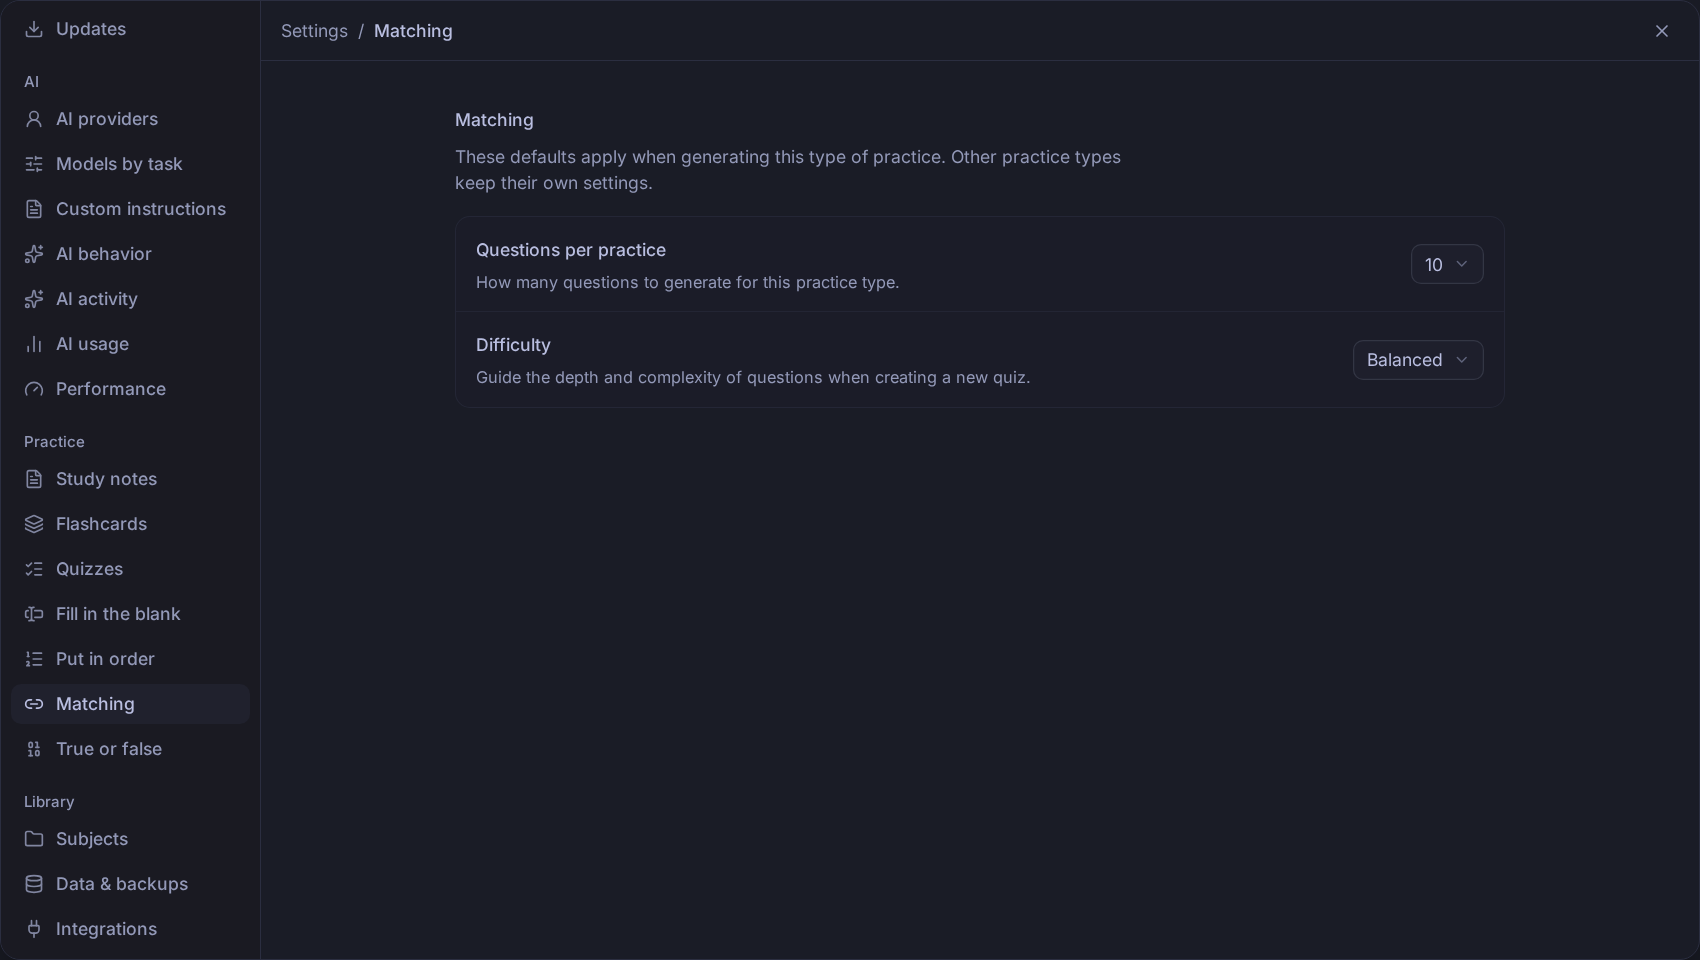 Updates
AI
AI providers
Models by task
Custom instructions
AI behavior
AI activity
AI usage
Performance
Practice
Study notes
Flashcards
Quizzes
Fill in the blank
Put in order
Matching
True or false
Library
Subjects
Data & backups
Integrations
Settings / Matching
Matching
These defaults apply when generating this type of practice. Other practice types
keep their own settings.
Questions per practice
How many questions to generate for this practice type.
10
Difficulty
Guide the depth and complexity of questions when creating a new quiz.
Balanced